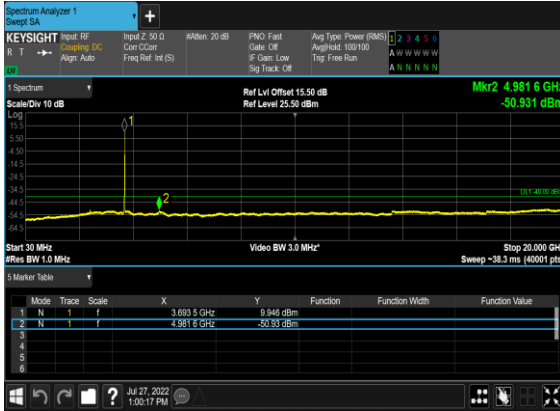 Spectrum Analyzer 1
Swept SA
+
KEYSIGHT Input: RF Input Z: 50 Ω #Atten: 20 dB PNO: Fast Avg Type: Power (RMS) 1 2 3 4 5 6
R T Coupling: DC Corr CCorr Gate: Off Avg|Hold: 100/100 A W W W W W
Align: Auto Freq Ref: Int (S) IF Gain: Low Trig: Free Run
Sig Track: Off A N N N N N
1 Spectrum Ref Lvl Offset 15.50 dB Mkr2 4.981 6 GHz
Scale/Div 10 dB Ref Level 25.50 dBm -50.931 dBm
Log
15.5
5.50
-4.50
-14.5
-24.5
-34.5
-44.5
-54.5
-64.5
1
2
DL1 -40.00 dBm
Start 30 MHz Video BW 3.0 MHz* Stop 20.000 GHz
#Res BW 1.0 MHz Sweep ~38.3 ms (40001 pts)
5 Marker Table
Mode Trace Scale X Y Function Function Width Function Value
1 N 1 f 3.693 5 GHz 9.946 dBm
2 N 1 f 4.981 6 GHz -50.93 dBm
3
4
5
6
? Jul 27, 2022
1:00:17 PM